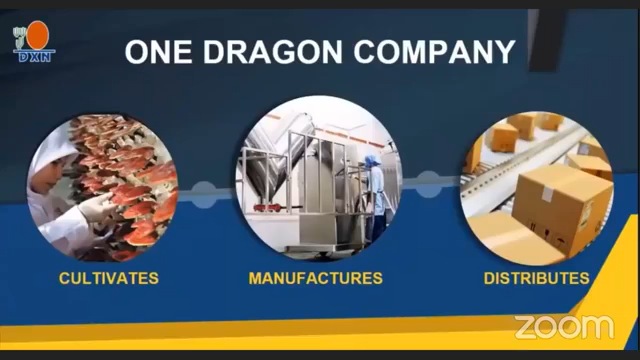 DXN
ONE DRAGON COMPANY
CULTIVATES
MANUFACTURES
DISTRIBUTES
zoom